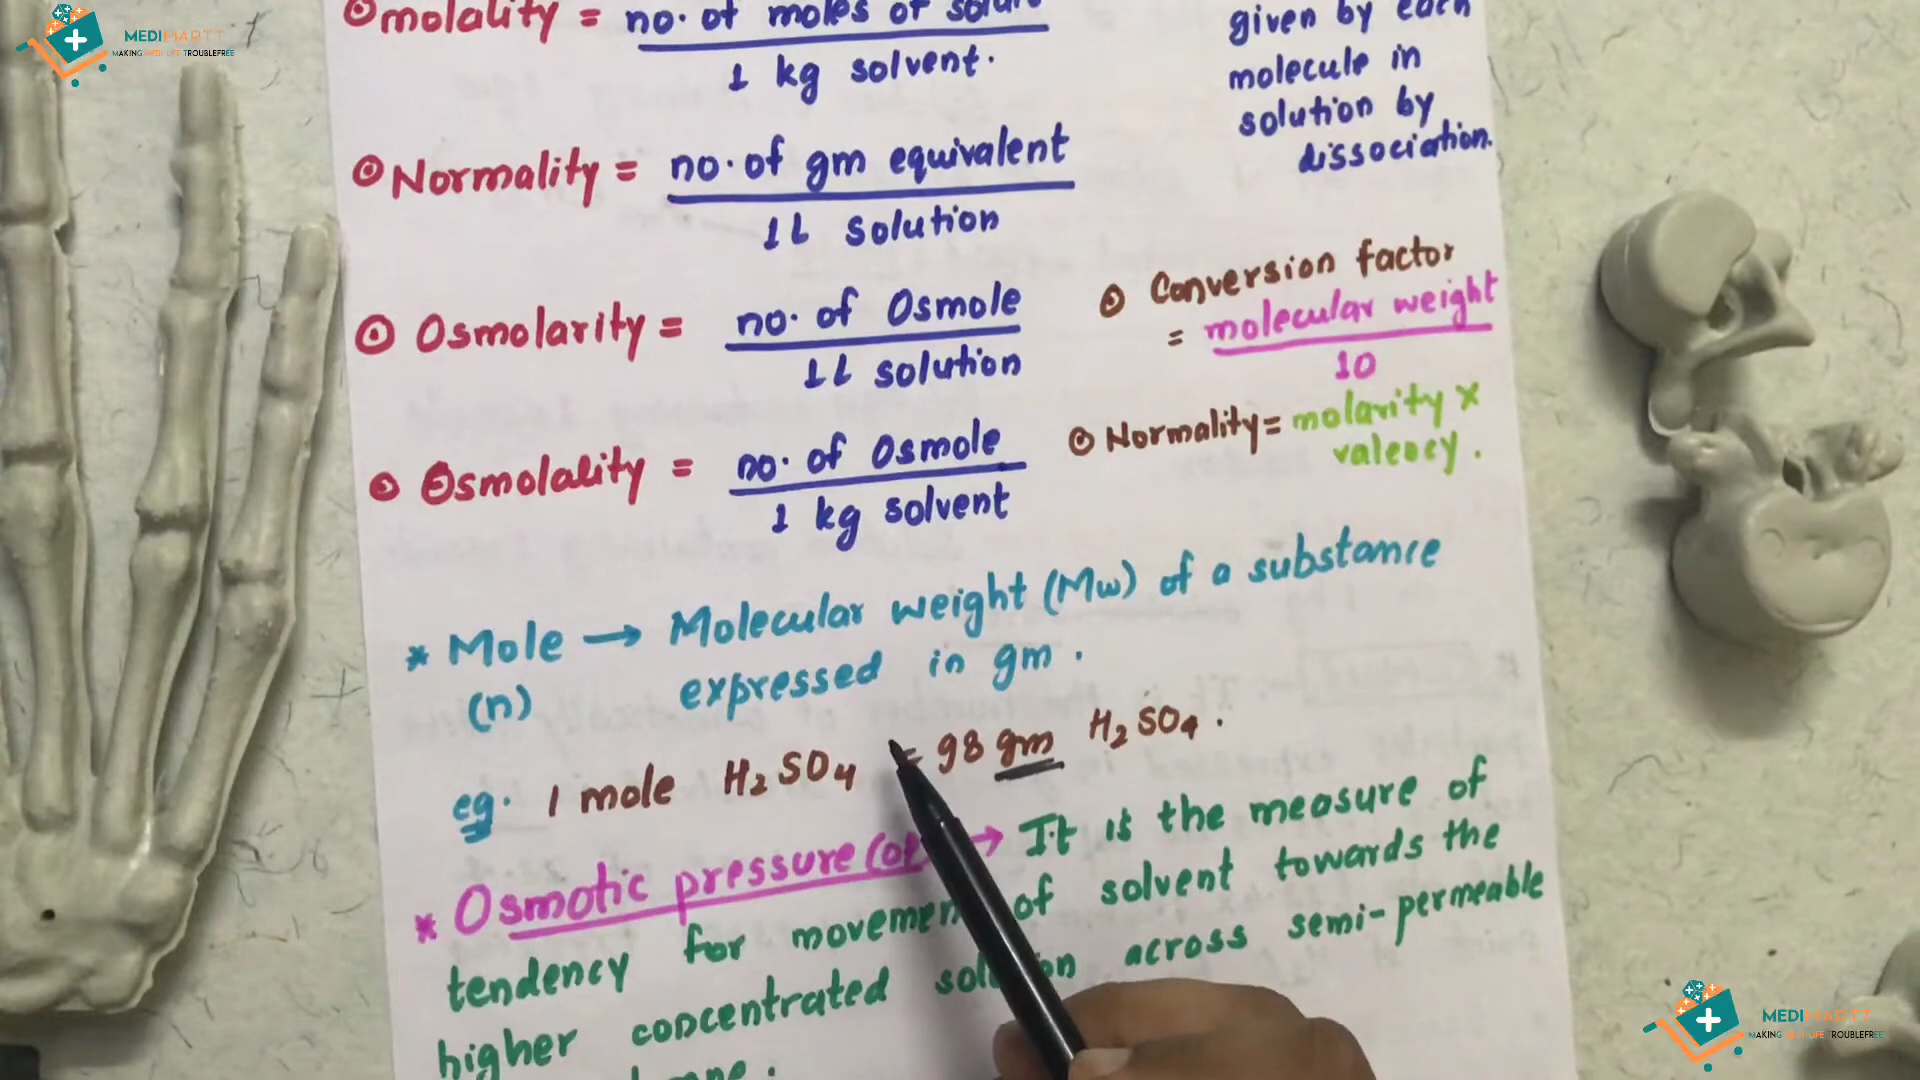 MEDIMARTT
MAKING MEDI LIFE TROUBLEFREE
molality = no. of moles of
1 kg solvent.
Normality = no. of gm equivalent
1L solution
Osmolarity = no. of Osmole
1L solution
Osmolality = no. of Osmole
1 kg solvent
given by each
molecule in
solution by
dissociation.
Conversion factor
= molecular weight
10
Normality = molarity x
valency.
* Mole → Molecular weight (Mw) of a substance
(n) expressed in gm.
eg. 1 mole H2SO4 = 98 gm H2SO4.
* Osmotic pressure → It is the measure of
tendency for of solvent towards the
higher concentrated across semi-permeable
MEDIMARTT
MAKING MEDI LIFE TROUBLEFREE